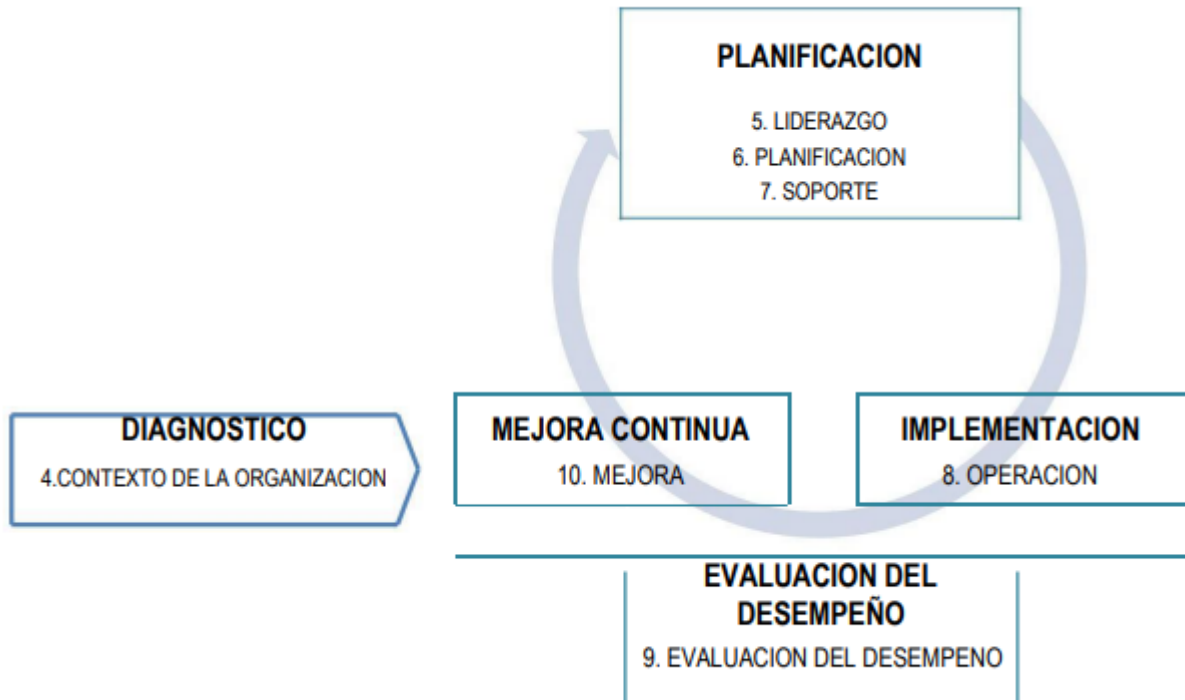 PLANIFICACION
5. LIDERAZGO
6. PLANIFICACION
7. SOPORTE
DIAGNOSTICO
4.CONTEXTO DE LA ORGANIZACION
MEJORA CONTINUA
10. MEJORA
IMPLEMENTACION
8. OPERACION
EVALUACION DEL
DESEMPEÑO
9. EVALUACION DEL DESEMPENO